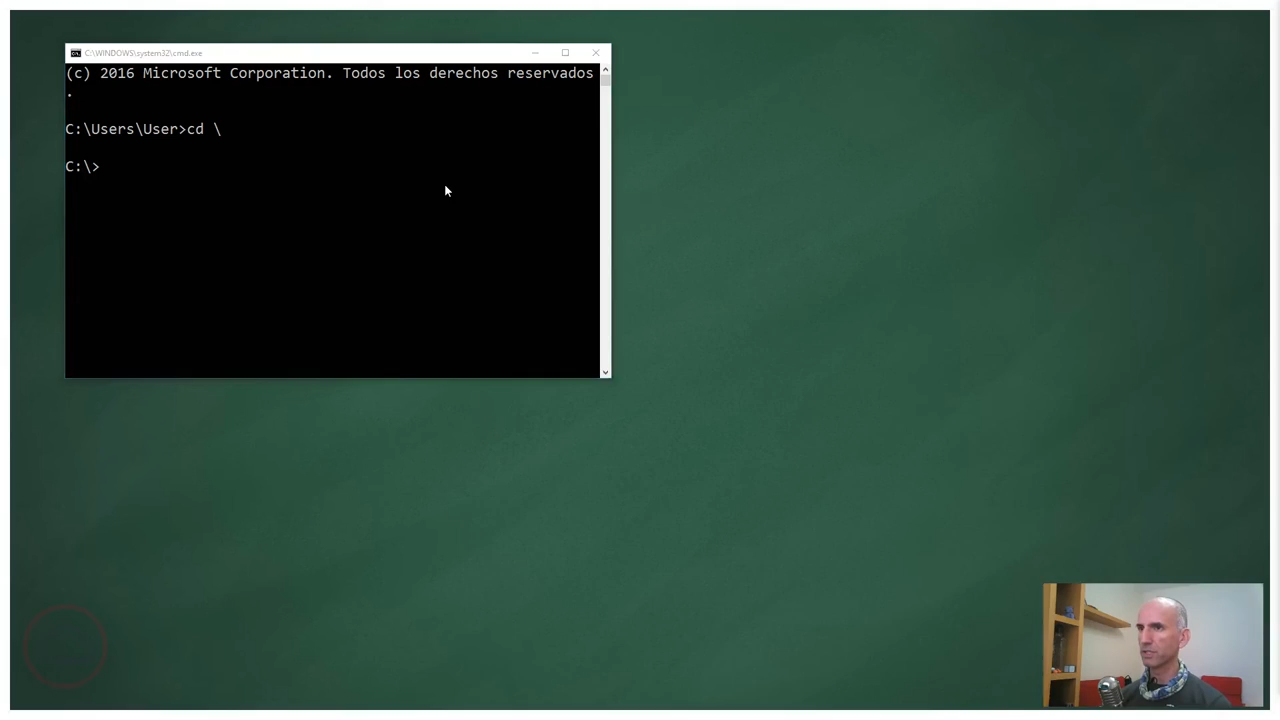 C:\WINDOWS\system32\cmd.exe
(c) 2016 Microsoft Corporation. Todos los derechos reservados
.
C:\Users\User>cd \
C:\>